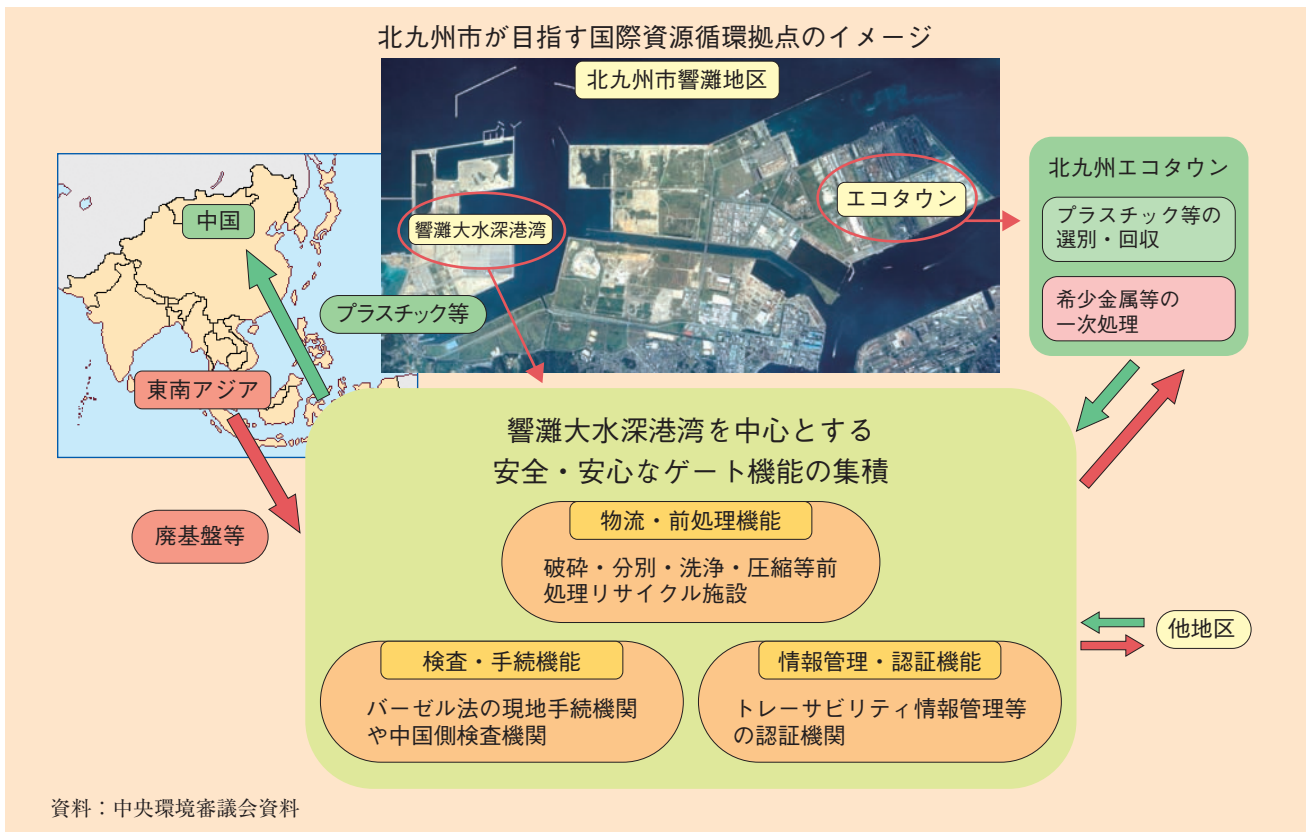 北九州市が目指す国際資源循環拠点のイメージ
北九州市響灘地区
中国
響灘大水深港湾
エコタウン
プラスチック等
東南アジア
廃基盤等
北九州エコタウン
プラスチック等の
選別・回収
希少金属等の
一次処理
響灘大水深港湾を中心とする
安全・安心なゲート機能の集積
物流・前処理機能
破砕・分別・洗浄・圧縮等前
処理リサイクル施設
検査・手続機能
バーゼル法の現地手続機関
や中国側検査機関
情報管理・認証機能
トレーサビリティ情報管理等
の認証機関
他地区
資料：中央環境審議会資料